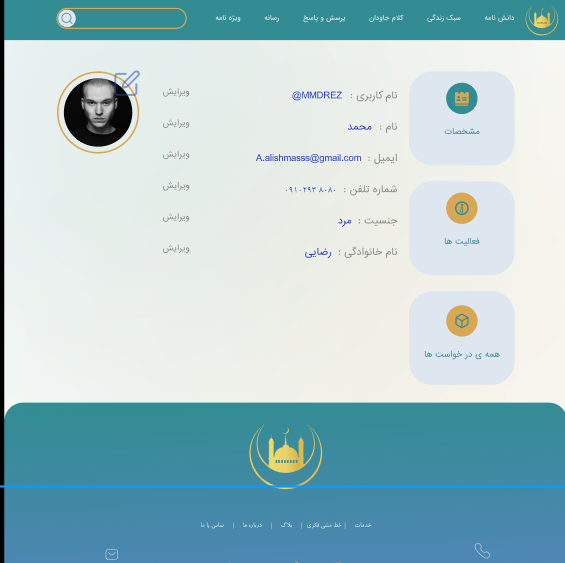 دانش نامه
سبک زندگی
کلام جاودان
پرسش و پاسخ
رسانه
ویژه نامه
مشخصات
فعالیت ها
همه ی در خواست ها
نام کاربری : @MMDREZ
ویرایش
نام : محمد
ویرایش
ایمیل : A.alishmasss@gmail.com
ویرایش
شماره تلفن : ۰۹۱۰۲۹۳ ۸۰۸۰
ویرایش
جنسیت : مرد
ویرایش
نام خانوادگی : رضایی
ویرایش
خدمات | خط مشی فکری | بلاگ | درباره ما | تماس با ما